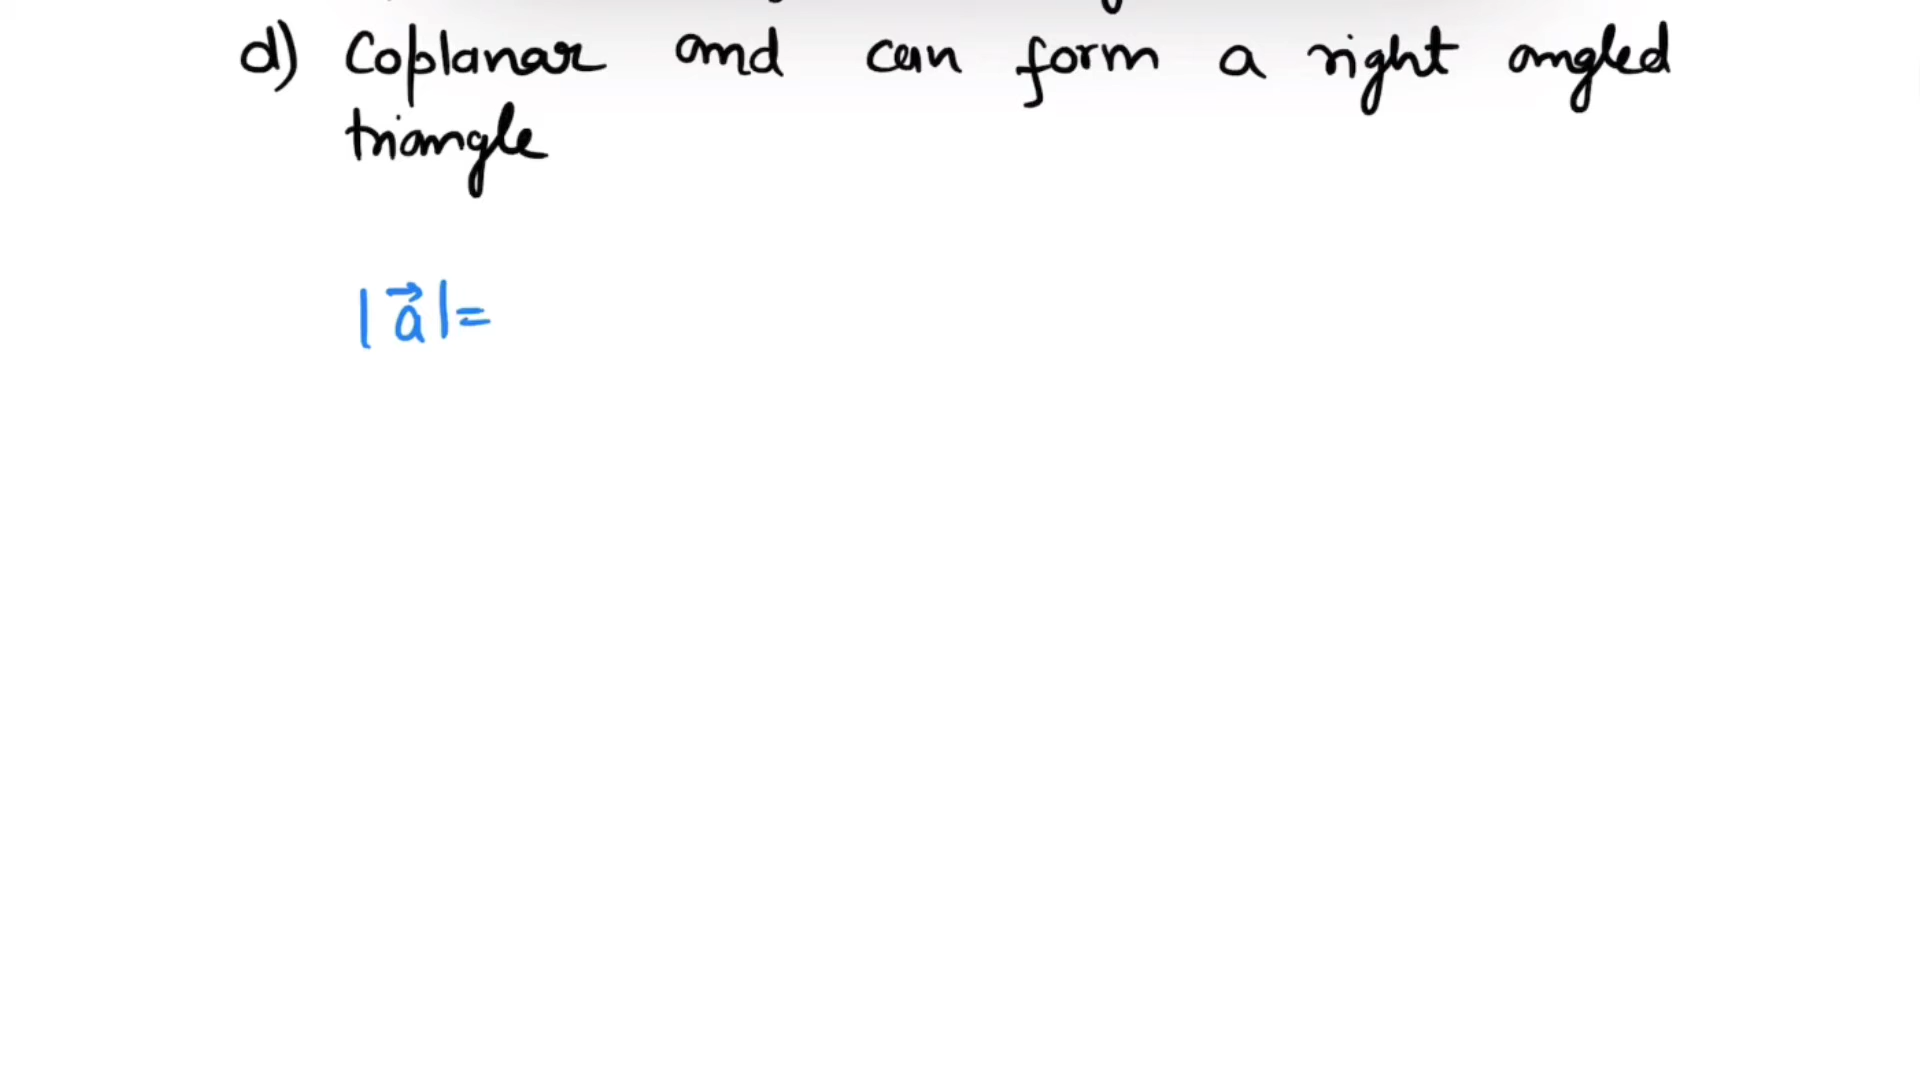 d) Coplanar and can form a right angled
triangle
|a⃗|=